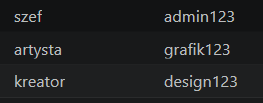 szef admin123
artysta grafik123
kreator design123